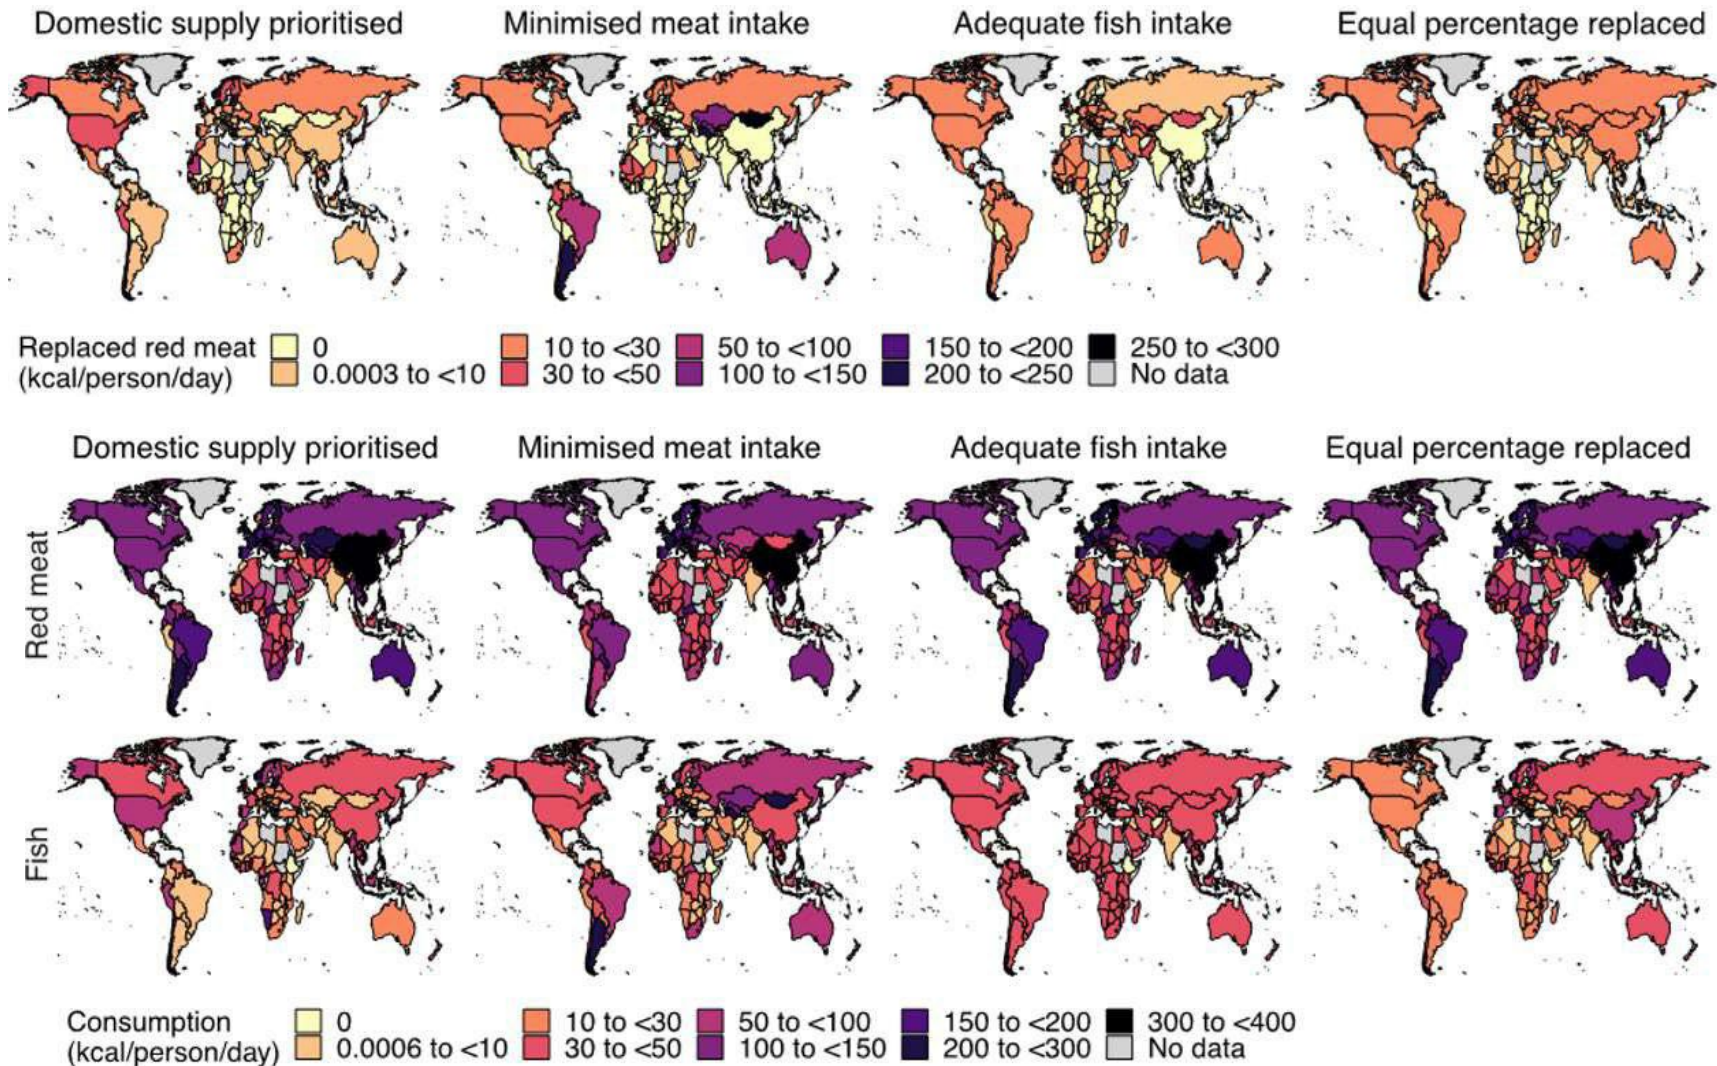 Domestic supply prioritised Minimised meat intake Adequate fish intake Equal percentage replaced
Replaced red meat (kcal/person/day)
0
0.0003 to <10
10 to <30
30 to <50
50 to <100
100 to <150
150 to <200
200 to <250
250 to <300
No data
Domestic supply prioritised Minimised meat intake Adequate fish intake Equal percentage replaced
Red meat
Fish
Consumption (kcal/person/day)
0
0.0006 to <10
10 to <30
30 to <50
50 to <100
100 to <150
150 to <200
200 to <300
300 to <400
No data